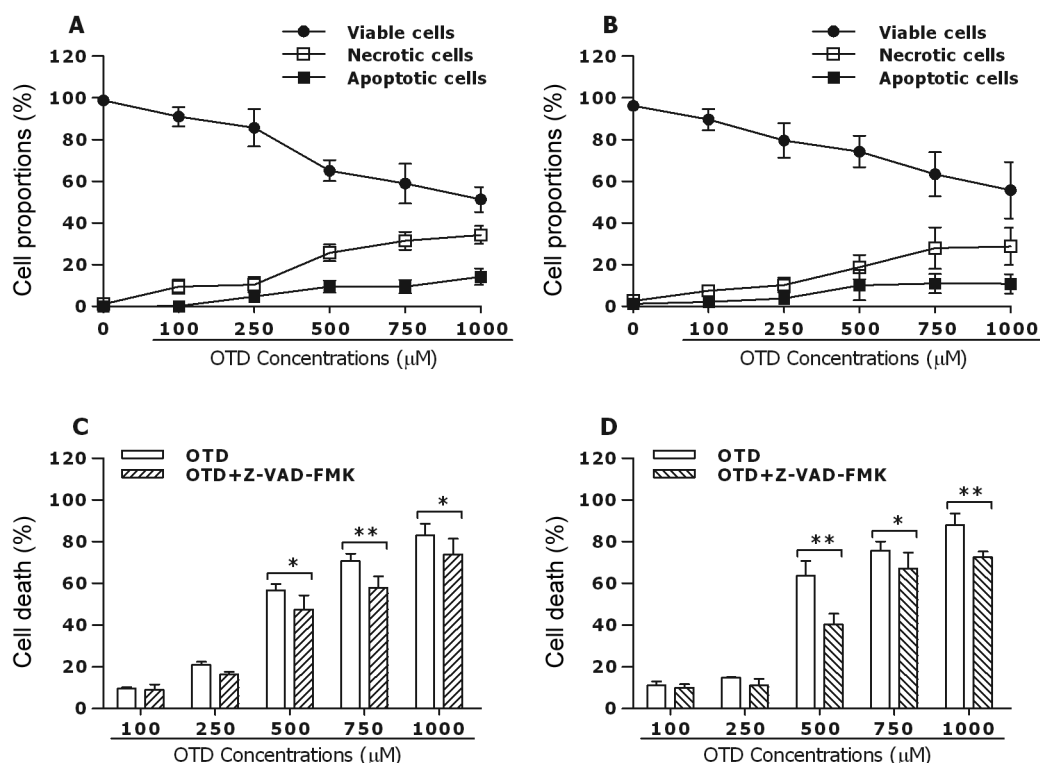 A
Viable cells
Necrotic cells
Apoptotic cells
Cell proportions (%)
120
100
80
60
40
20
0
0 100 250 500 750 1000
OTD Concentrations (μM)
B
Viable cells
Necrotic cells
Apoptotic cells
Cell proportions (%)
120
100
80
60
40
20
0
0 100 250 500 750 1000
OTD Concentrations (μM)
C
OTD
OTD+Z-VAD-FMK
Cell death (%)
120
100
80
60
40
20
0
* ** *
100 250 500 750 1000
OTD Concentrations (μM)
D
OTD
OTD+Z-VAD-FMK
Cell death (%)
120
100
80
60
40
20
0
** * **
100 250 500 750 1000
OTD Concentrations (μM)